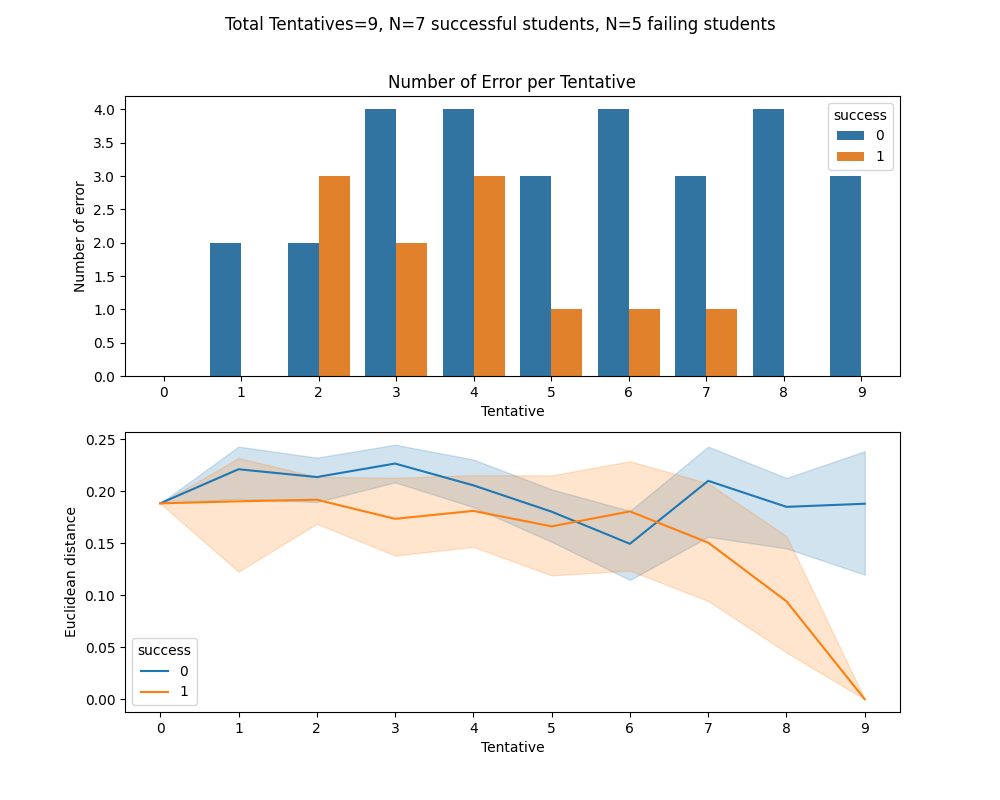 Total Tentatives=9, N=7 successful students, N=5 failing students
Number of Error per Tentative
4.0
3.5
3.0
2.5
2.0
1.5
1.0
0.5
0.0
Number of error
success
0
1
0 1 2 3 4 5 6 7 8 9
Tentative
0.25
0.20
0.15
0.10
0.05
0.00
Euclidean distance
success
0
1
0 1 2 3 4 5 6 7 8 9
Tentative